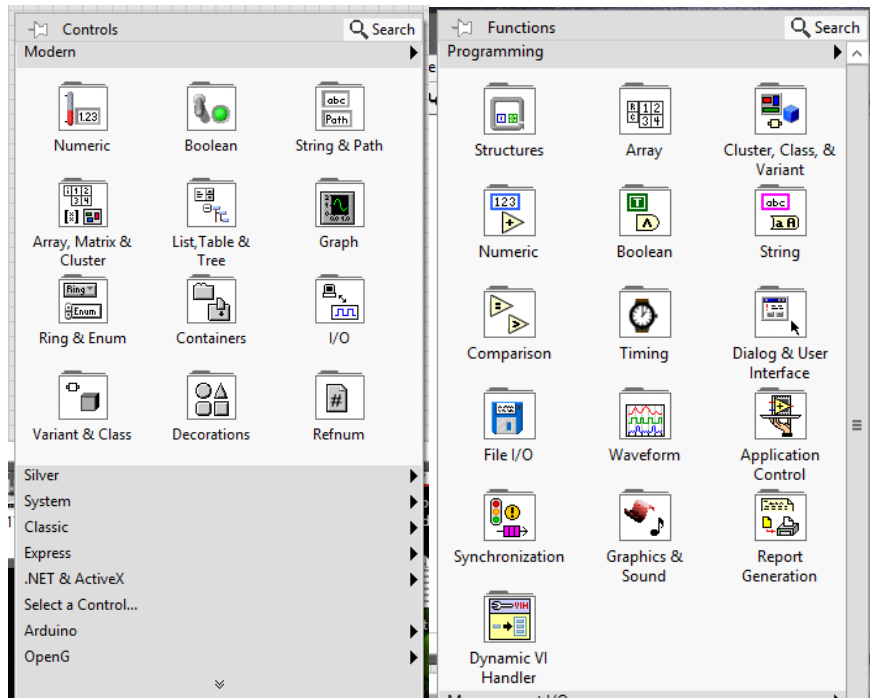 Controls
Search
Modern
Numeric
Boolean
String & Path
Array, Matrix &
Cluster
List, Table &
Tree
Graph
Ring & Enum
Containers
I/O
Variant & Class
Decorations
Refnum
Silver
System
Classic
Express
.NET & ActiveX
Select a Control...
Arduino
OpenG
Functions
Search
Programming
Structures
Array
Cluster, Class, &
Variant
Numeric
Boolean
String
Comparison
Timing
Dialog & User
Interface
File I/O
Waveform
Application
Control
Synchronization
Graphics &
Sound
Report
Generation
Dynamic VI
Handler